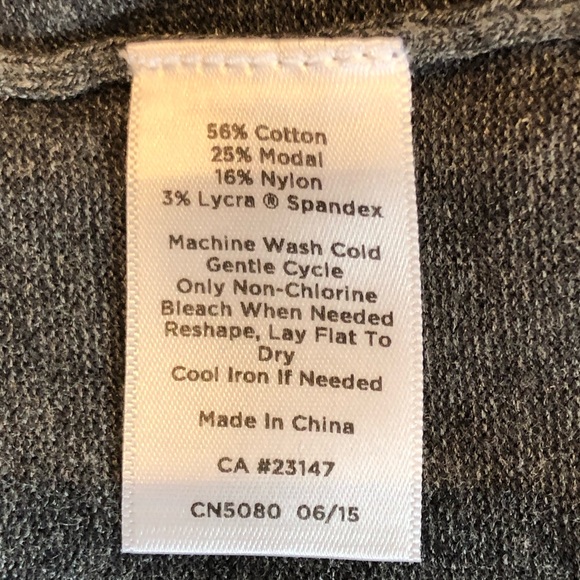 56% Cotton
25% Modal
16% Nylon
3% Lycra ® Spandex
Machine Wash Cold
Gentle Cycle
Only Non-Chlorine
Bleach When Needed
Reshape, Lay Flat To
Dry
Cool Iron If Needed
Made In China
CA #23147
CN5080 06/15